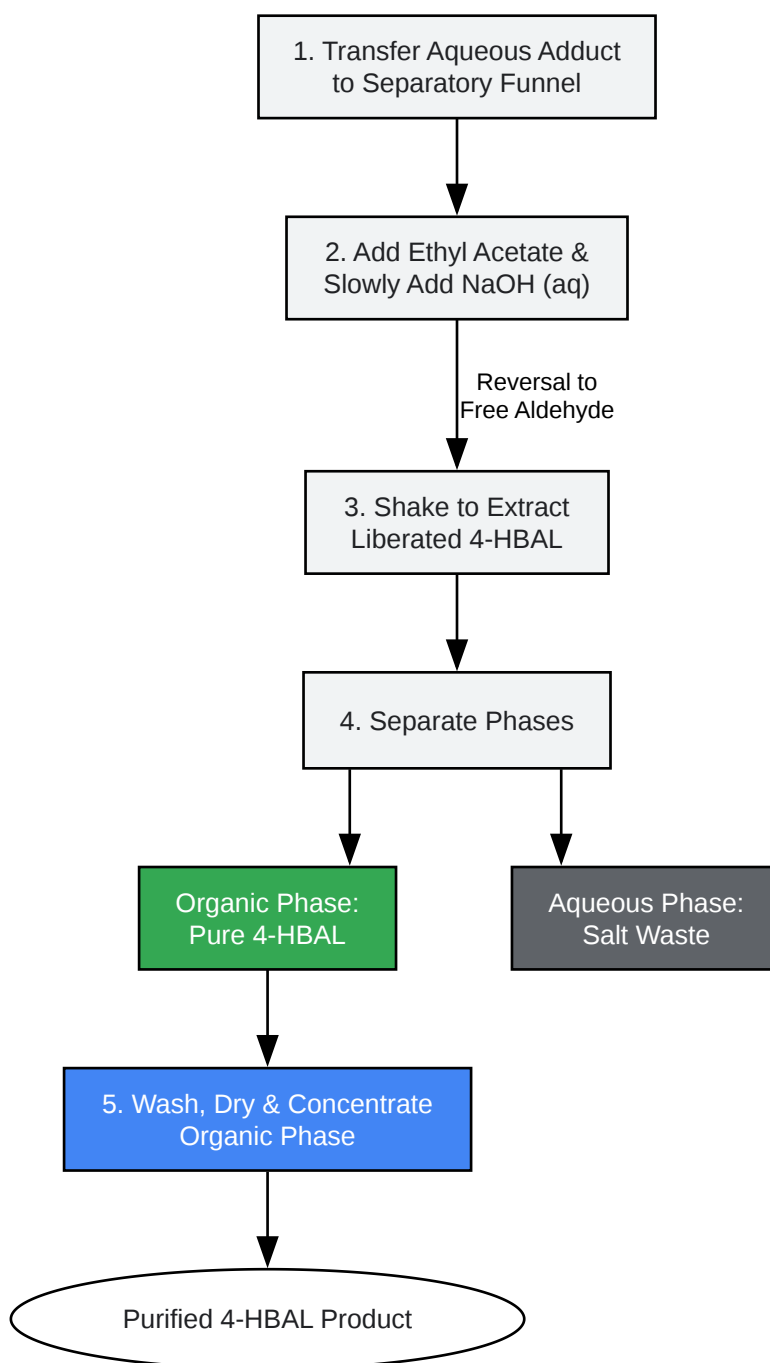 1. Transfer Aqueous Adduct
to Separatory Funnel
2. Add Ethyl Acetate &
Slowly Add NaOH (aq)
Reversal to
Free Aldehyde
3. Shake to Extract
Liberated 4-HBAL
4. Separate Phases
Organic Phase:
Pure 4-HBAL
Aqueous Phase:
Salt Waste
5. Wash, Dry & Concentrate
Organic Phase
Purified 4-HBAL Product